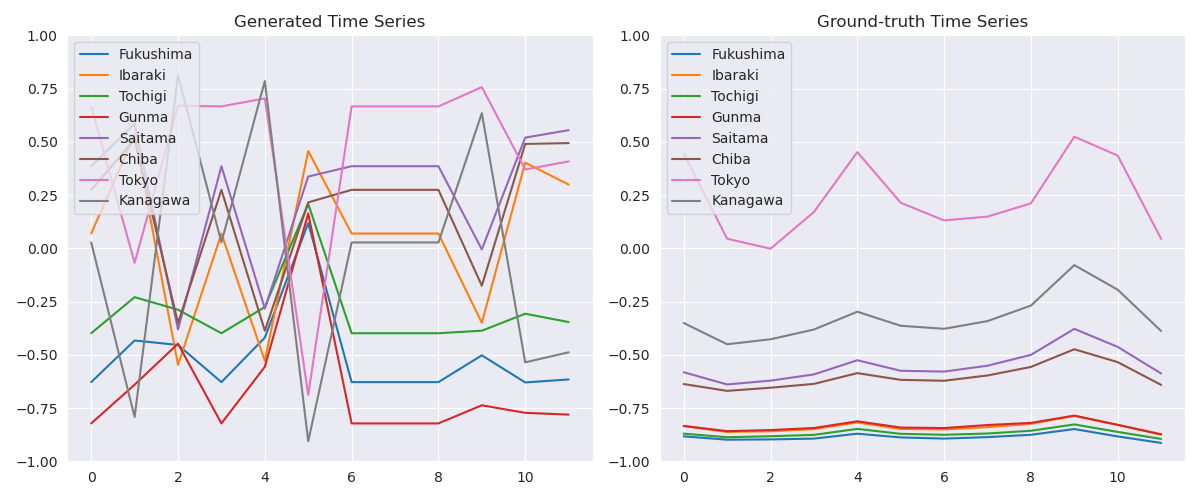 Generated Time Series
1.00
0.75
0.50
0.25
0.00
−0.25
−0.50
−0.75
−1.00
0 2 4 6 8 10
Fukushima
Ibaraki
Tochigi
Gunma
Saitama
Chiba
Tokyo
Kanagawa
Ground-truth Time Series
1.00
0.75
0.50
0.25
0.00
−0.25
−0.50
−0.75
−1.00
0 2 4 6 8 10
Fukushima
Ibaraki
Tochigi
Gunma
Saitama
Chiba
Tokyo
Kanagawa